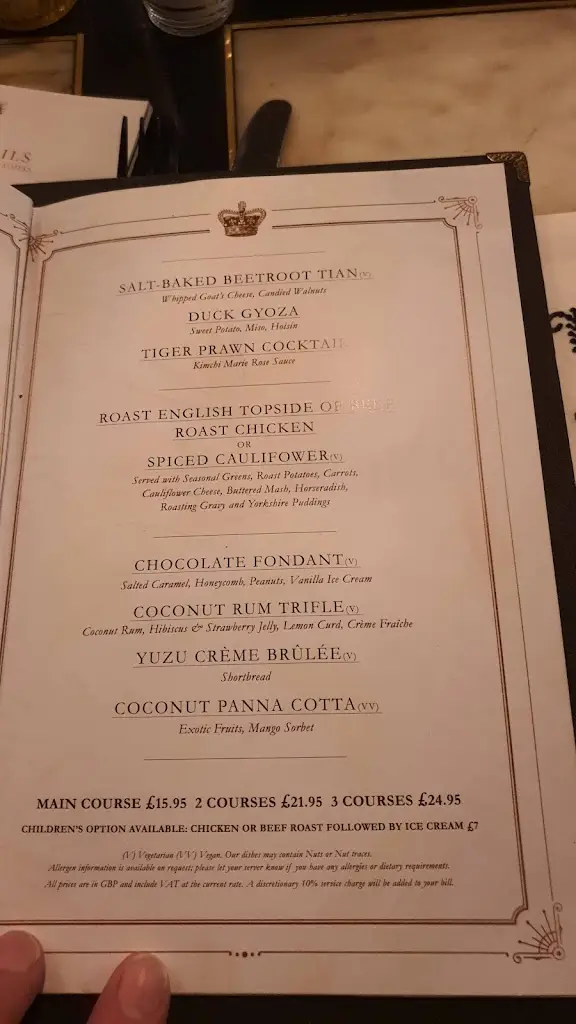 ILS
SALT-BAKED BEETROOT TIAN(V)
Whipped Goat's Cheese, Candied Walnuts
DUCK GYOZA
Sweet Potato, Miso, Hoisin
TIGER PRAWN COCKTAIL
Kimchi Marie Rose Sauce
ROAST ENGLISH TOPSIDE OF BEEF
ROAST CHICKEN
OR
SPICED CAULIFOWER(V)
Served with Seasonal Greens, Roast Potatoes, Carrots,
Cauliflower Cheese, Buttered Mash, Horseradish,
Roasting Gravy and Yorkshire Puddings
CHOCOLATE FONDANT(V)
Salted Caramel, Honeycomb, Peanuts, Vanilla Ice Cream
COCONUT RUM TRIFLE(V)
Coconut Rum, Hibiscus & Strawberry Jelly, Lemon Curd, Crème Fraîche
YUZU CRÈME BRÛLÉE(V)
Shortbread
COCONUT PANNA COTTA(VV)
Exotic Fruits, Mango Sorbet
MAIN COURSE £15.95 2 COURSES £21.95 3 COURSES £24.95
CHILDREN'S OPTION AVAILABLE: CHICKEN OR BEEF ROAST FOLLOWED BY ICE CREAM £7
(V) Vegetarian (VV) Vegan. Our dishes may contain Nuts or Nut traces.
Allergen information is available on request; please let your server know if you have any allergies or dietary requirements.
All prices are in GBP and include VAT at the current rate. A discretionary 10% service charge will be added to your bill.